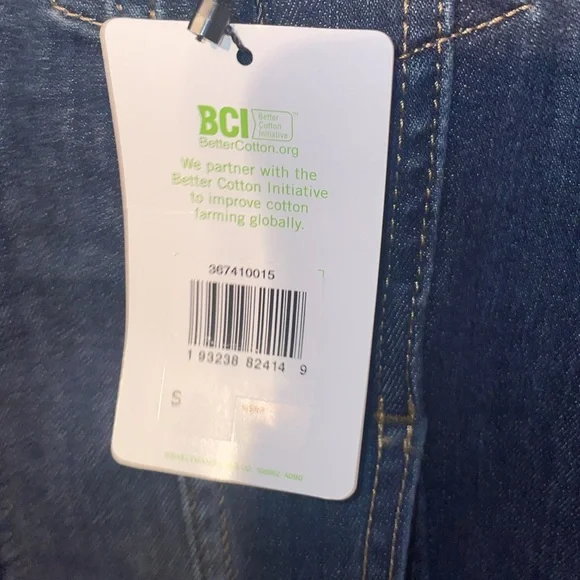 BCI Better Cotton Initiative™
BetterCotton.org
We partner with the
Better Cotton Initiative
to improve cotton
farming globally.
367410015
1 93238 82414 9
S